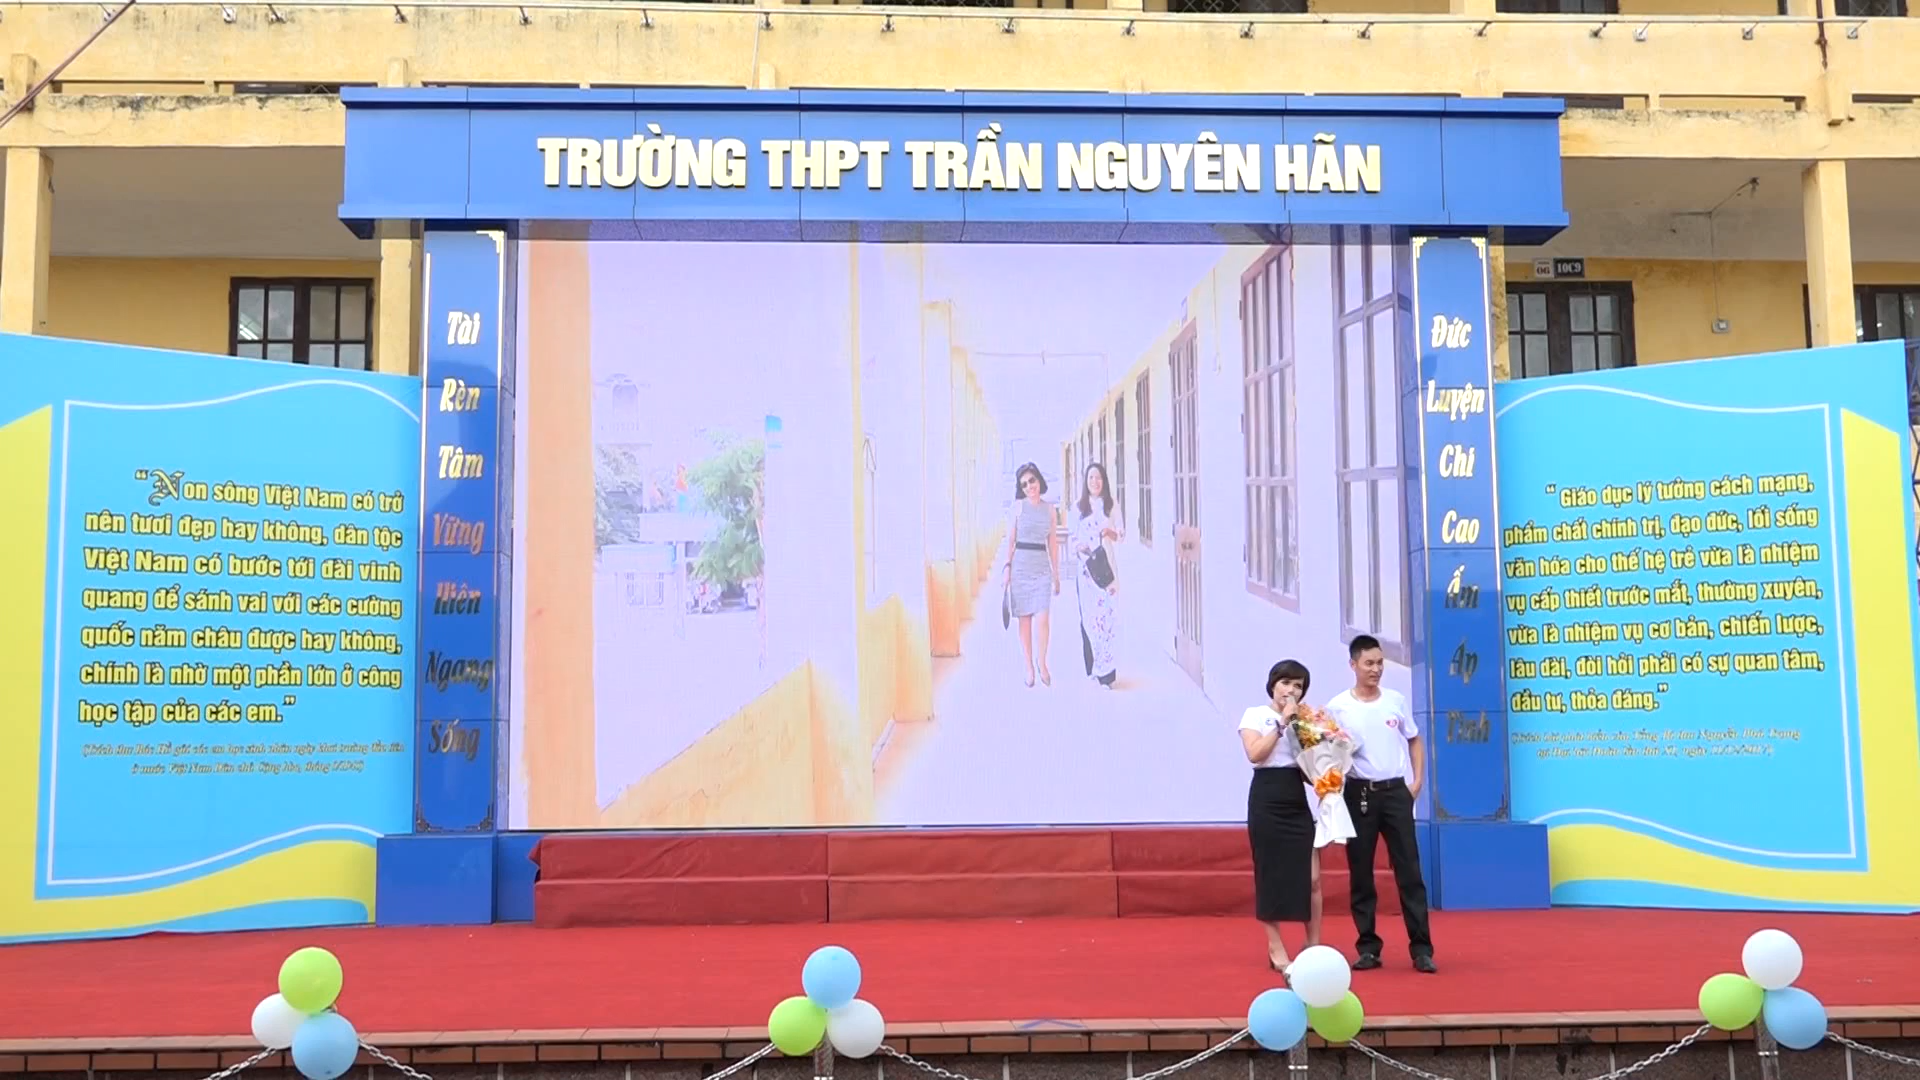 TRƯỜNG THPT TRẦN NGUYÊN HÃN
06 10C9
Tài
Rèn
Tâm
Vững
Hiên
Ngang
Sống
Đức
Luyện
Chí
Cao
Ấm
Áp
Tình
“Non sông Việt Nam có trở
nên tươi đẹp hay không, dân tộc
Việt Nam có bước tới đài vinh
quang để sánh vai với các cường
quốc năm châu được hay không,
chính là nhờ một phần lớn ở công
học tập của các em.”
“ Giáo dục lý tưởng cách mạng,
phẩm chất chính trị, đạo đức, lối sống
văn hóa cho thế hệ trẻ vừa là nhiệm
vụ cấp thiết trước mắt, thường xuyên,
vừa là nhiệm vụ cơ bản, chiến lược,
lâu dài, đòi hỏi phải có sự quan tâm,
đầu tư, thỏa đáng.”